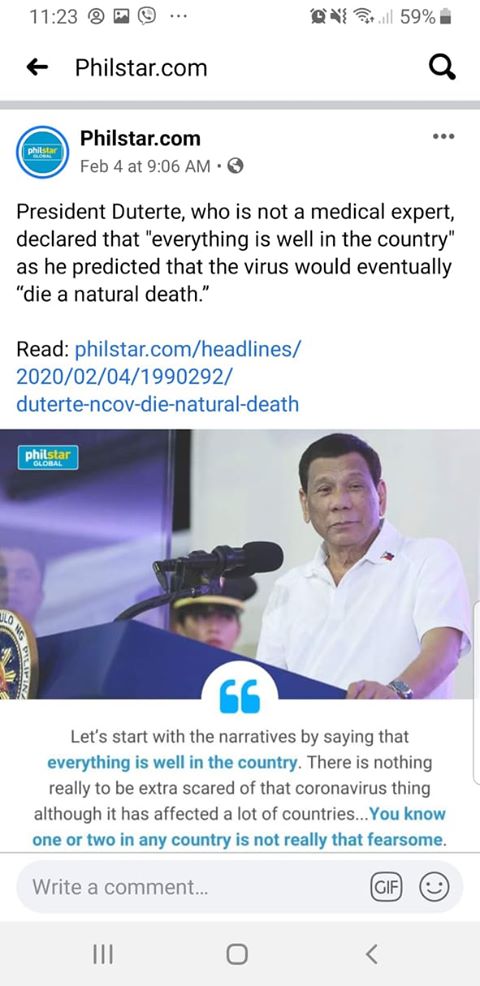 11:23 59%
Philstar.com
philstar
GLOBAL
Philstar.com
Feb 4 at 9:06 AM •
President Duterte, who is not a medical expert,
declared that "everything is well in the country"
as he predicted that the virus would eventually
“die a natural death.”
Read: philstar.com/headlines/
2020/02/04/1990292/
duterte-ncov-die-natural-death
philstar
GLOBAL
Let’s start with the narratives by saying that
everything is well in the country. There is nothing
really to be extra scared of that coronavirus thing
although it has affected a lot of countries...You know
one or two in any country is not really that fearsome.
Write a comment...
GIF